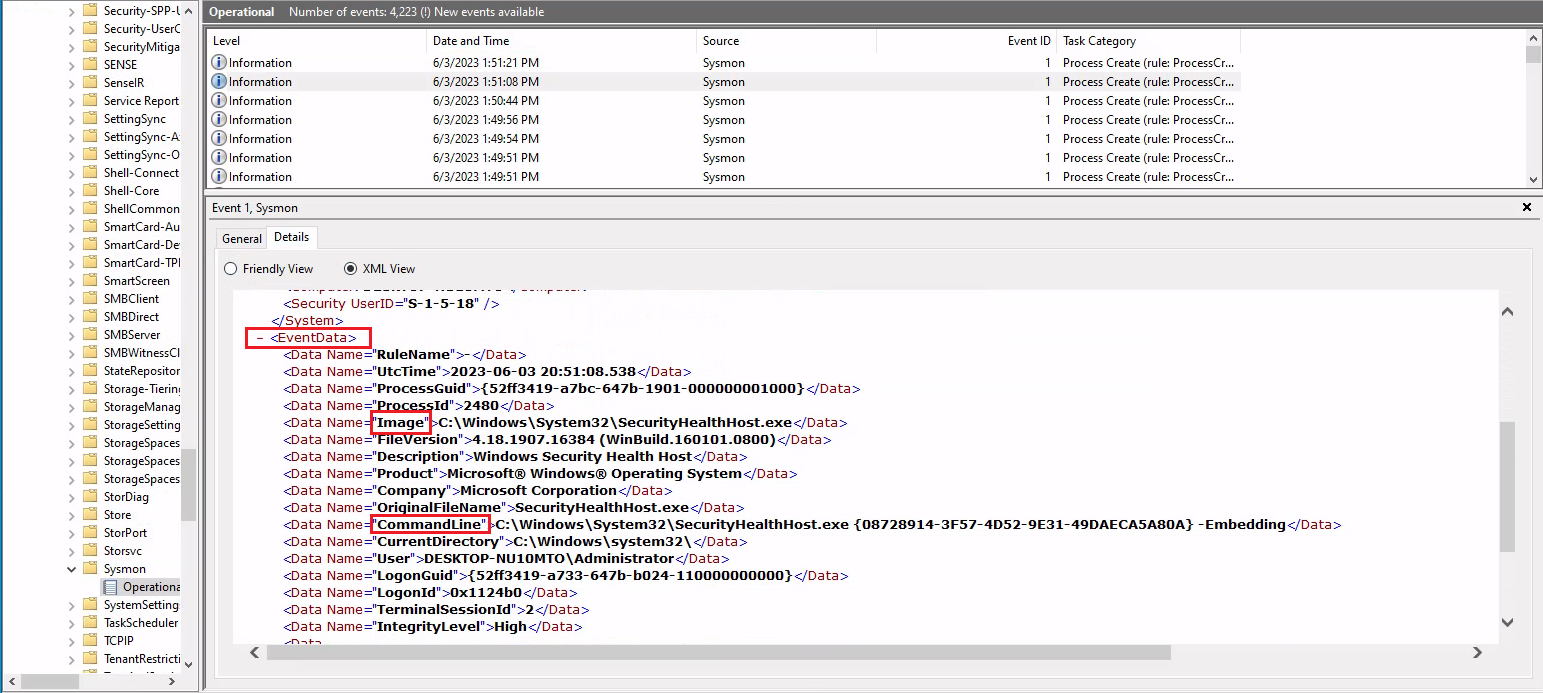 Security-SPP-U
Security-UserC
SecurityMitiga
SENSE
SenseIR
Service Report
SettingSync
SettingSync-A
SettingSync-O
Shell-Connect
Shell-Core
ShellCommon
SmartCard-Au
SmartCard-De
SmartCard-TPI
SmartScreen
SMBClient
SMBDirect
SMBServer
SMBWitnessCl
StateRepositor
Storage-Tiering
StorageManag
StorageSetting
StorageSpaces
StorageSpaces
StorageSpaces
StorDiag
Store
StorPort
Storsvc
Sysmon
Operationa
SystemSetting
TaskScheduler
TCPIP
TenantRestricti
Operational Number of events: 4,223 (!) New events available
Level Date and Time Source Event ID Task Category
Information 6/3/2023 1:51:21 PM Sysmon 1 Process Create (rule: ProcessCr...
Information 6/3/2023 1:51:08 PM Sysmon 1 Process Create (rule: ProcessCr...
Information 6/3/2023 1:50:44 PM Sysmon 1 Process Create (rule: ProcessCr...
Information 6/3/2023 1:49:56 PM Sysmon 1 Process Create (rule: ProcessCr...
Information 6/3/2023 1:49:54 PM Sysmon 1 Process Create (rule: ProcessCr...
Information 6/3/2023 1:49:51 PM Sysmon 1 Process Create (rule: ProcessCr...
Information 6/3/2023 1:49:51 PM Sysmon 1 Process Create (rule: ProcessCr...
Event 1, Sysmon
General Details
Friendly View XML View
<Security UserID="S-1-5-18" />
</System>
- <EventData>
<Data Name="RuleName">-</Data>
<Data Name="UtcTime">2023-06-03 20:51:08.538</Data>
<Data Name="ProcessGuid">{52ff3419-a7bc-647b-1901-000000001000}</Data>
<Data Name="ProcessId">2480</Data>
<Data Name="Image">C:\Windows\System32\SecurityHealthHost.exe</Data>
<Data Name="FileVersion">4.18.1907.16384 (WinBuild.160101.0800)</Data>
<Data Name="Description">Windows Security Health Host</Data>
<Data Name="Product">Microsoft® Windows® Operating System</Data>
<Data Name="Company">Microsoft Corporation</Data>
<Data Name="OriginalFileName">SecurityHealthHost.exe</Data>
<Data Name="CommandLine">C:\Windows\System32\SecurityHealthHost.exe {08728914-3F57-4D52-9E31-49DAECA5A80A} -Embedding</Data>
<Data Name="CurrentDirectory">C:\Windows\system32\</Data>
<Data Name="User">DESKTOP-NU10MTO\Administrator</Data>
<Data Name="LogonGuid">{52ff3419-a733-647b-b024-110000000000}</Data>
<Data Name="LogonId">0x1124b0</Data>
<Data Name="TerminalSessionId">2</Data>
<Data Name="IntegrityLevel">High</Data>
<Data